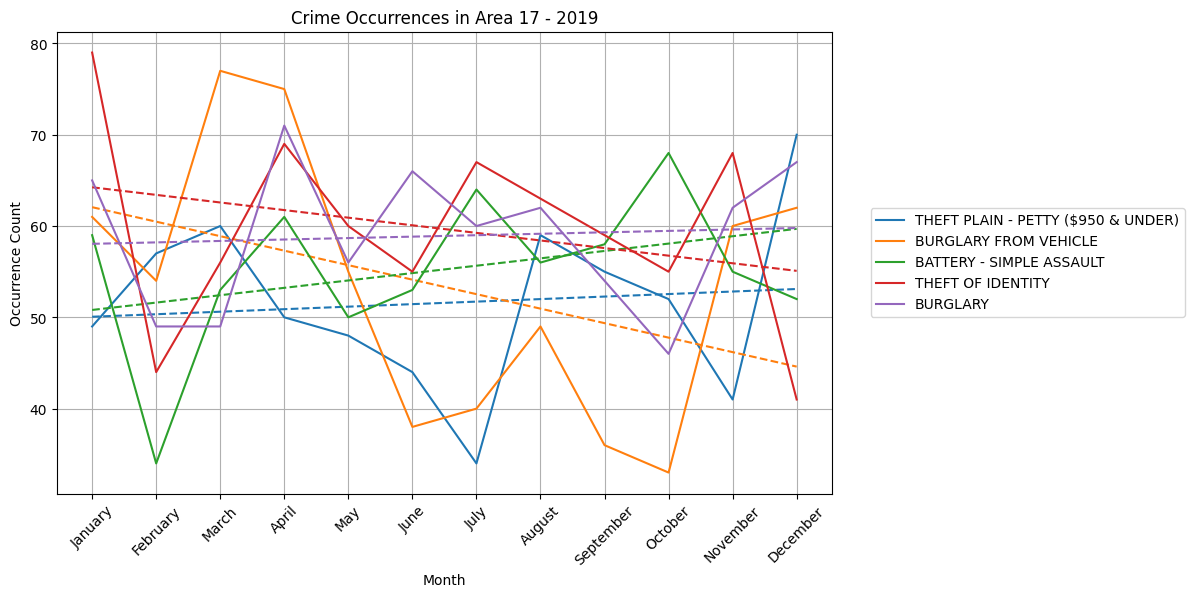 Crime Occurrences in Area 17 - 2019
Occurrence Count
80
70
60
50
40
January
February
March
April
May
June
July
August
September
October
November
December
Month
THEFT PLAIN - PETTY ($950 & UNDER)
BURGLARY FROM VEHICLE
BATTERY - SIMPLE ASSAULT
THEFT OF IDENTITY
BURGLARY